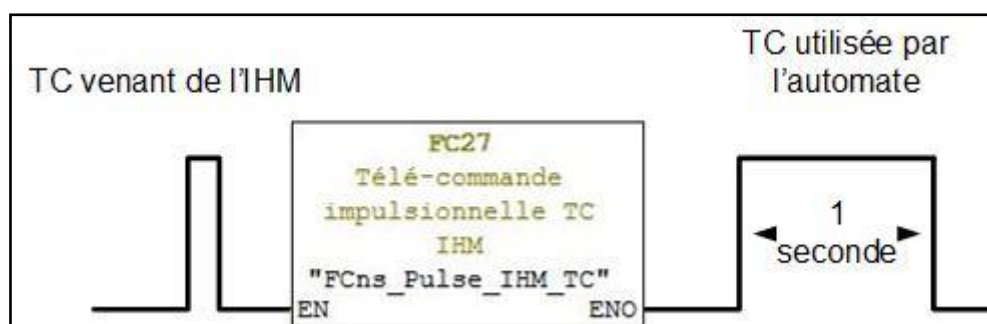 TC venant de l'IHM
FC27
Télé-commande
impulsionnelle TC
IHM
"FCns_Pulse_IHM_TC"
EN
ENO
TC utilisée par
l'automate
1
seconde